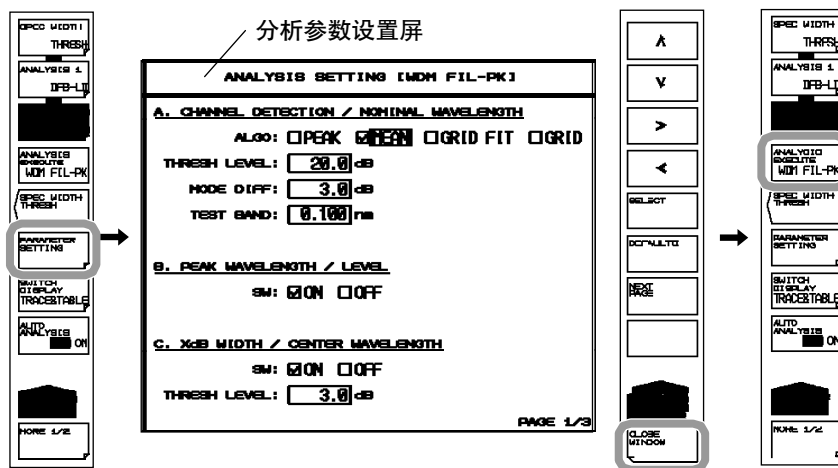 分析参数设置屏
SPEC WIDTH
THRESH
ANALYSIS 1
DFB-LD
ANALYSIS
EXECUTE
WDM FIL-PK
SPEC WIDTH
THRESH
PARAMETER
SETTING
SWITCH
DISPLAY
TRACE&TABLE
AUTO
ANALYSIS
ON
MORE 1/2
ANALYSIS SETTING [WDM FIL-PK]
A. CHANNEL DETECTION / NOMINAL WAVELENGTH
ALGO: □PEAK ☑MEAN □GRID FIT □GRID
THRESH LEVEL: 20.0 dB
MODE DIFF: 3.0 dB
TEST BAND: 0.100 nm
B. PEAK WAVELENGTH / LEVEL
SW: ☑ON □OFF
C. XdB WIDTH / CENTER WAVELENGTH
SW: ☑ON □OFF
THRESH LEVEL: 3.0 dB
PAGE 1/3
∧
∨
>
<
SELECT
DEFAULT
NEXT
PAGE
CLOSE
WINDOW
SPEC WIDTH
THRESH
ANALYSIS 1
DFB-LD
ANALYSIS
EXECUTE
WDM FIL-PK
SPEC WIDTH
THRESH
PARAMETER
SETTING
SWITCH
DISPLAY
TRACE&TABLE
AUTO
ANALYSIS
ON
MORE 1/2